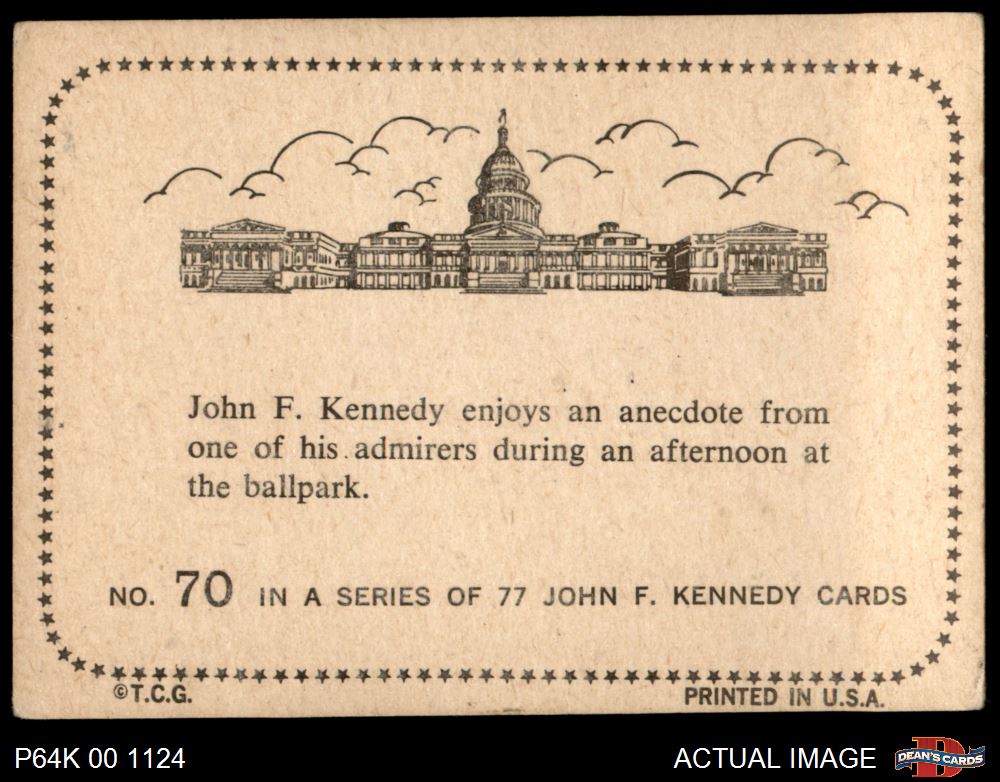 John F. Kennedy enjoys an anecdote from
one of his admirers during an afternoon at
the ballpark.
NO. 70 IN A SERIES OF 77 JOHN F. KENNEDY CARDS
©T.C.G.
PRINTED IN U.S.A.
P64K 00 1124
ACTUAL IMAGE
D
DEAN'S CARDS